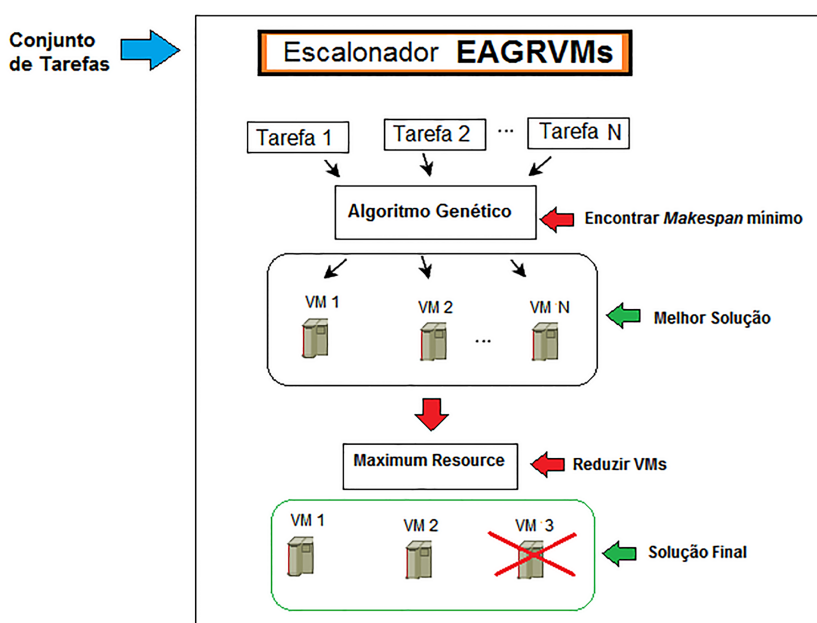 Conjunto
de Tarefas
Escalonador EAGRVMs
Tarefa 1
Tarefa 2
...
Tarefa N
Algoritmo Genético
Encontrar Makespan mínimo
VM 1
VM 2
VM N
...
Melhor Solução
Maximum Resource
Reduzir VMs
VM 1
VM 2
VM 3
Solução Final